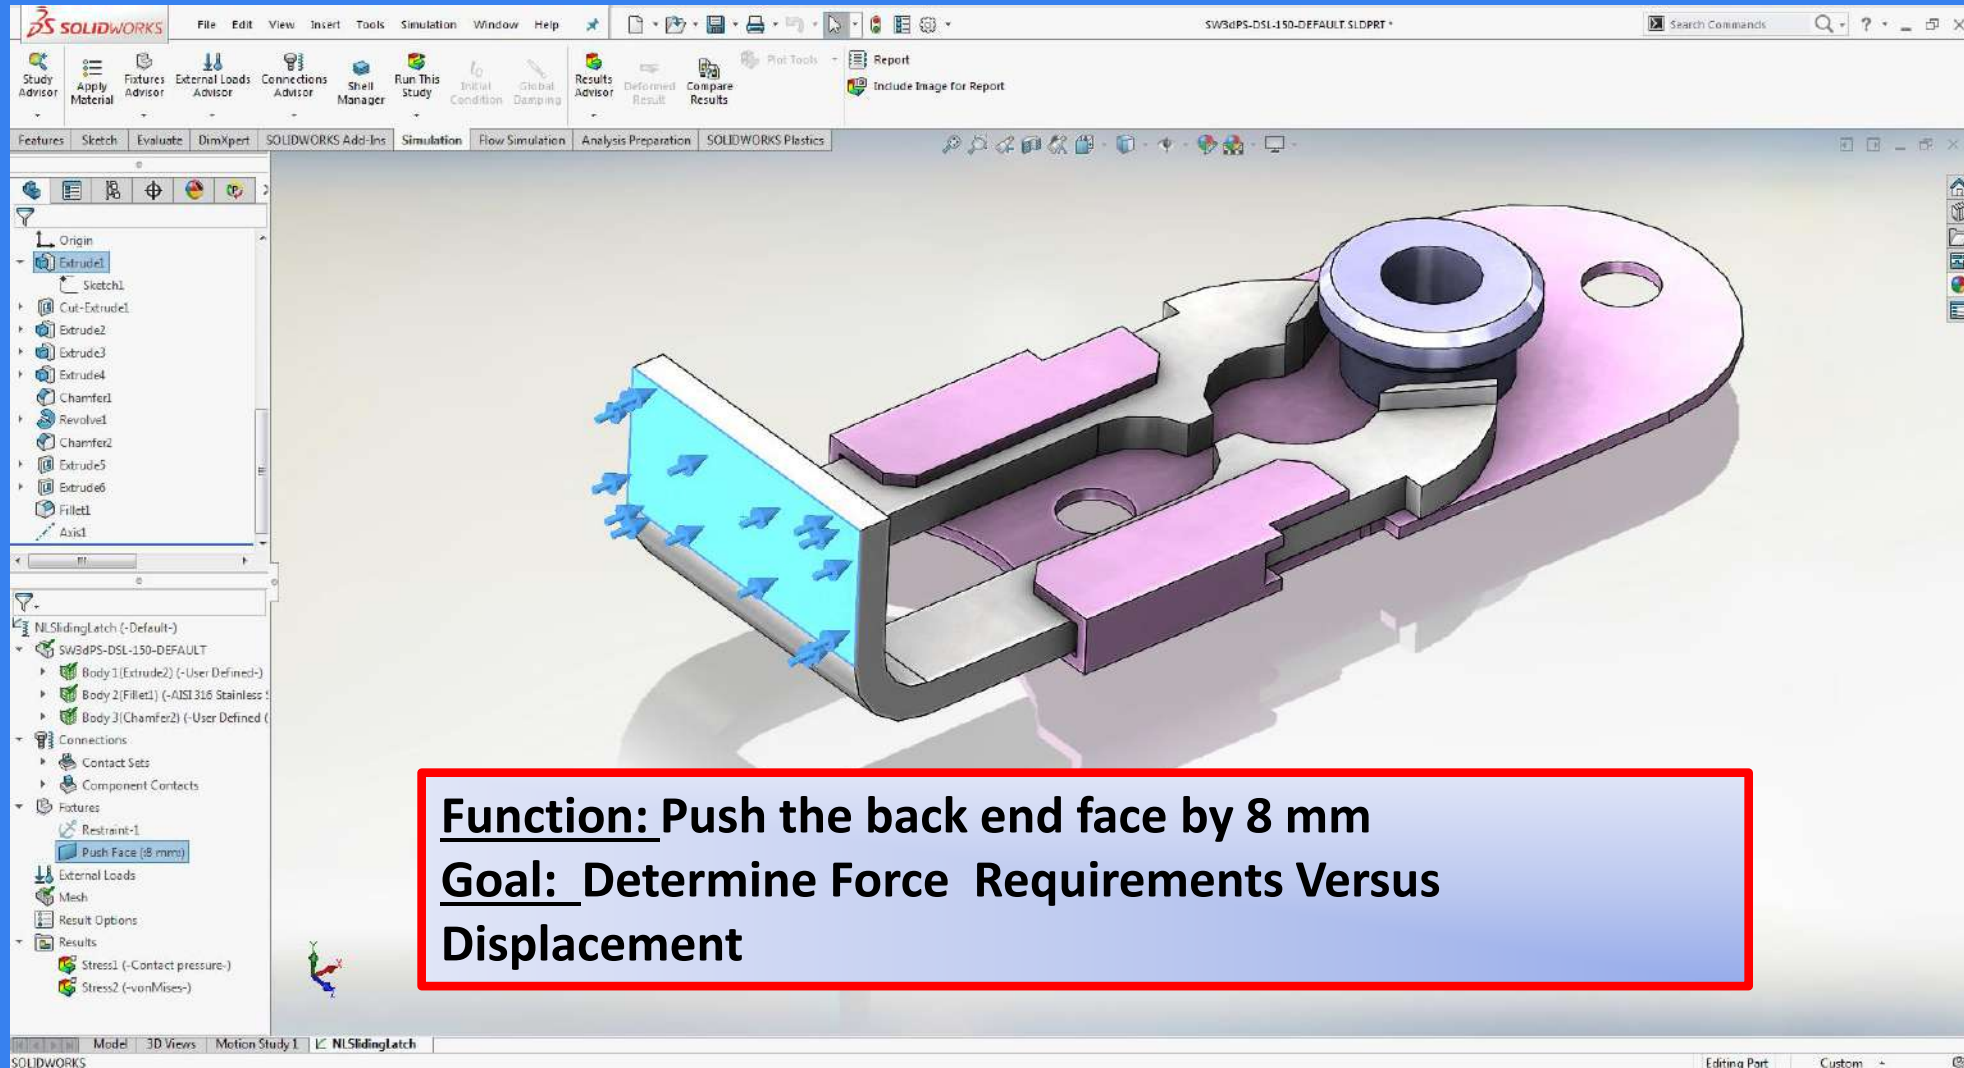 SOLIDWORKS File Edit View Insert Tools Simulation Window Help SW3dPS-DSL-150-DEFAULT.SLDPRT * Search Commands ?
Study Advisor
Apply Material
Fixtures Advisor
External Loads Advisor
Connections Advisor
Shell Manager
Run This Study
Initial Condition
Global Damping
Results Advisor
Deformed Result
Compare Results
Plot Tools
Report
Include Image for Report
Features Sketch Evaluate DimXpert SOLIDWORKS Add-Ins Simulation Flow Simulation Analysis Preparation SOLIDWORKS Plastics
Origin
Extrude1
Sketch1
Cut-Extrude1
Extrude2
Extrude3
Extrude4
Chamfer1
Revolve1
Chamfer2
Extrude5
Extrude6
Fillet1
Axis1
NLSlidingLatch (-Default-)
SW3dPS-DSL-150-DEFAULT
Body 1(Extrude2) (-User Defined-)
Body 2(Fillet1) (-AISI 316 Stainless
Body 3(Chamfer2) (-User Defined (
Connections
Contact Sets
Component Contacts
Fixtures
Restraint-1
Push Face (:8 mm:)
External Loads
Mesh
Result Options
Results
Stress1 (-Contact pressure-)
Stress2 (-vonMises-)
Y
X
Z
Function: Push the back end face by 8 mm
Goal: Determine Force Requirements Versus
Displacement
Model 3D Views Motion Study 1 NLSlidingLatch
SOLIDWORKS Editing Part Custom